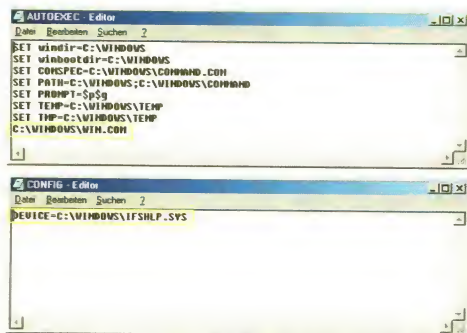 AUTOEXEC - Editor
Datei Bearbeiten Suchen ?
SET windir=C:\WINDOWS
SET winbootdir=C:\WINDOWS
SET COMSPEC=C:\WINDOWS\COMMAND.COM
SET PATH=C:\WINDOWS;C:\WINDOWS\COMMAND
SET PROMPT=$p$g
SET TEMP=C:\WINDOWS\TEMP
SET TMP=C:\WINDOWS\TEMP
C:\WINDOWS\WIN.COM
CONFIG - Editor
Datei Bearbeiten Suchen ?
DEVICE=C:\WINDOWS\IFSHLP.SYS